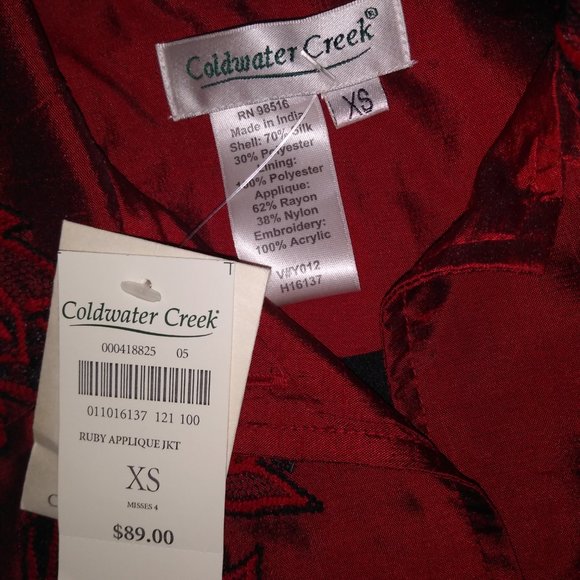 Coldwater Creek®
XS
RN 98516
Made in India
Shell: 70% Silk
30% Polyester
Lining:
100% Polyester
Applique:
62% Rayon
38% Nylon
Embroidery:
100% Acrylic
V#Y012
H16137
Coldwater Creek®
000418825 05
011016137 121 100
RUBY APPLIQUE JKT
XS
MISSES 4
$89.00